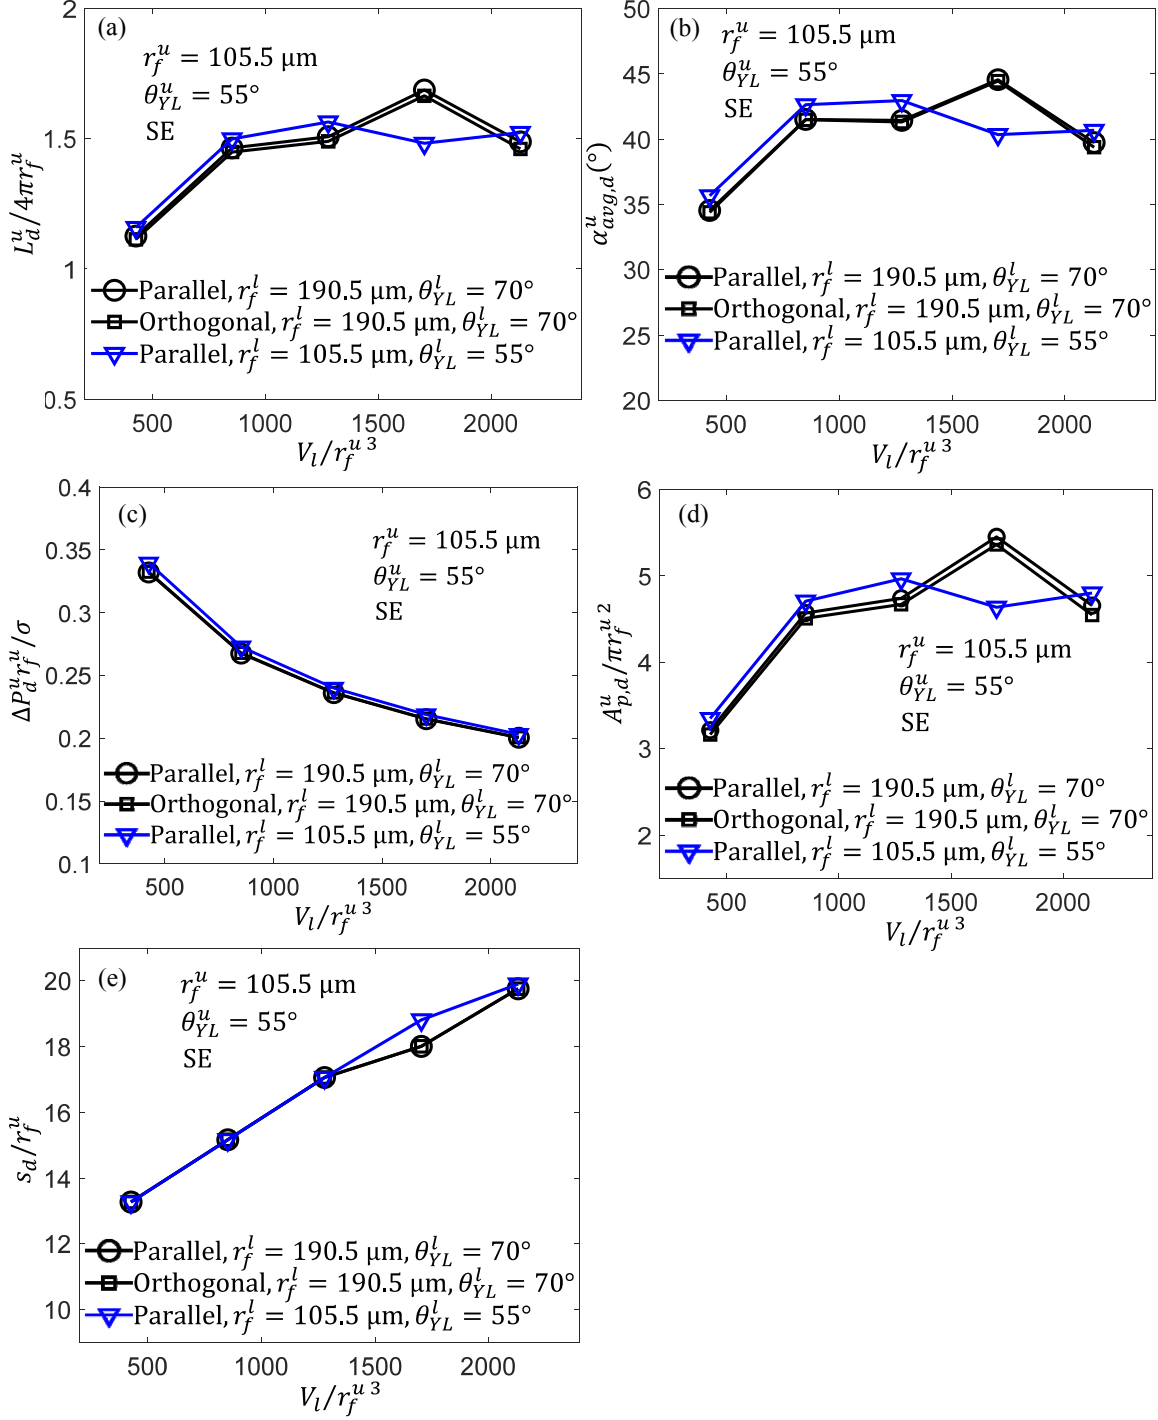 (a)
r_f^u = 105.5 μm
θ_YL^u = 55°
SE
2
1.5
1
0.5
L_d^u/4πr_f^u
Parallel, r_f^l = 190.5 μm, θ_YL^l = 70°
Orthogonal, r_f^l = 190.5 μm, θ_YL^l = 70°
Parallel, r_f^l = 105.5 μm, θ_YL^l = 55°
500 1000 1500 2000
V_l/r_f^u 3
(b)
r_f^u = 105.5 μm
θ_YL^u = 55°
SE
50
45
40
35
30
25
20
α_avg,d^u(°)
Parallel, r_f^l = 190.5 μm, θ_YL^l = 70°
Orthogonal, r_f^l = 190.5 μm, θ_YL^l = 70°
Parallel, r_f^l = 105.5 μm, θ_YL^l = 55°
500 1000 1500 2000
V_l/r_f^u 3
(c)
r_f^u = 105.5 μm
θ_YL^u = 55°
SE
0.4
0.35
0.3
0.25
0.2
0.15
0.1
ΔP_d^u r_f^u/σ
Parallel, r_f^l = 190.5 μm, θ_YL^l = 70°
Orthogonal, r_f^l = 190.5 μm, θ_YL^l = 70°
Parallel, r_f^l = 105.5 μm, θ_YL^l = 55°
500 1000 1500 2000
V_l/r_f^u 3
(d)
r_f^u = 105.5 μm
θ_YL^u = 55°
SE
6
5
4
3
2
A_p,d^u/πr_f^u 2
Parallel, r_f^l = 190.5 μm, θ_YL^l = 70°
Orthogonal, r_f^l = 190.5 μm, θ_YL^l = 70°
Parallel, r_f^l = 105.5 μm, θ_YL^l = 55°
500 1000 1500 2000
V_l/r_f^u 3
(e)
r_f^u = 105.5 μm
θ_YL^u = 55°
SE
20
18
16
14
12
10
s_d/r_f^u
Parallel, r_f^l = 190.5 μm, θ_YL^l = 70°
Orthogonal, r_f^l = 190.5 μm, θ_YL^l = 70°
Parallel, r_f^l = 105.5 μm, θ_YL^l = 55°
500 1000 1500 2000
V_l/r_f^u 3